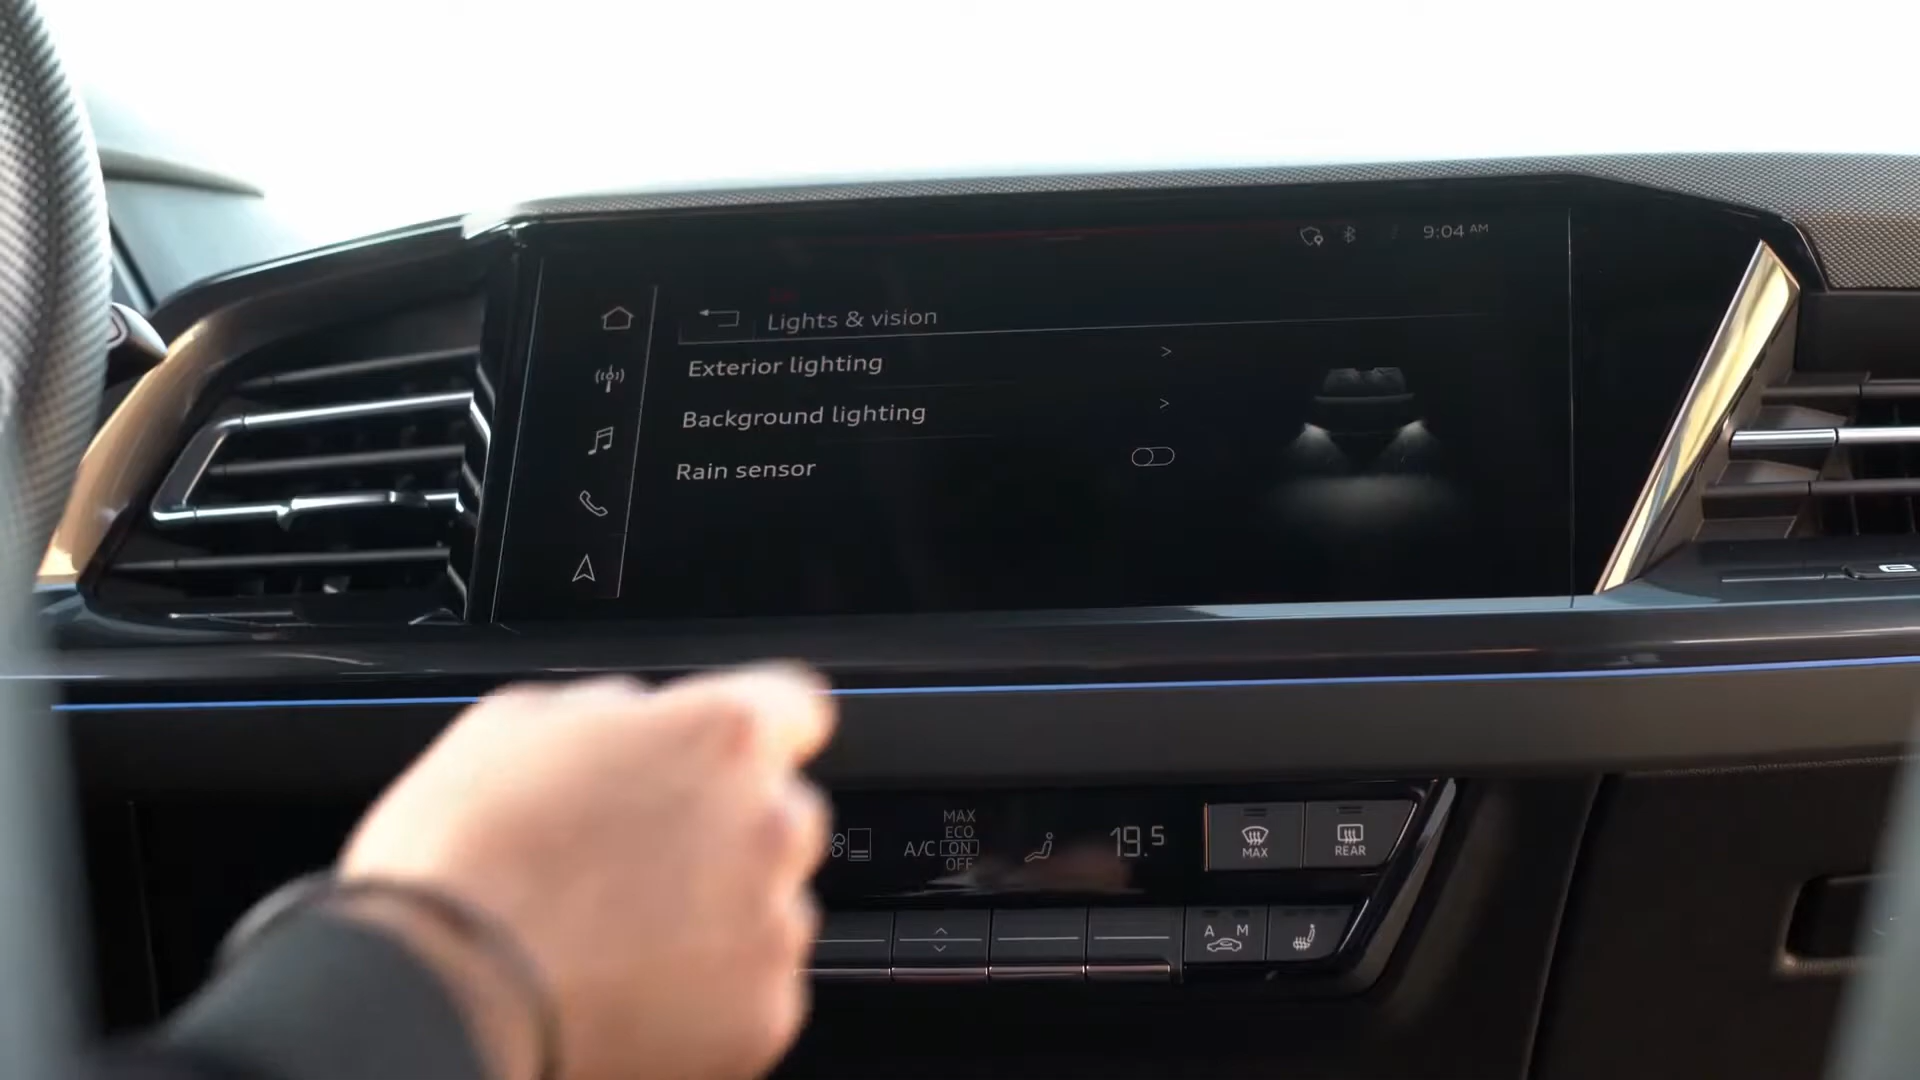 9:04 AM
Lights & vision
Exterior lighting >
Background lighting >
Rain sensor
MAX
ECO
A/C ON
OFF
19.5
MAX
REAR
A M